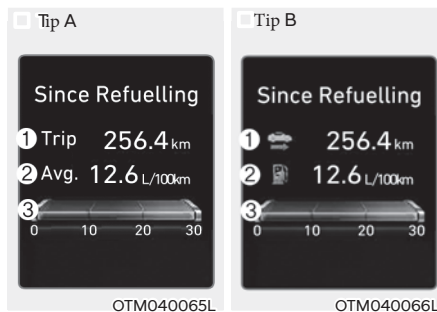 Tip A
Since Refuelling
1 Trip 256.4 km
2 Avg. 12.6 L/100km
3
0 10 20 30
OTM040065L
Tip B
Since Refuelling
1 256.4 km
2 12.6 L/100km
3
0 10 20 30
OTM040066L